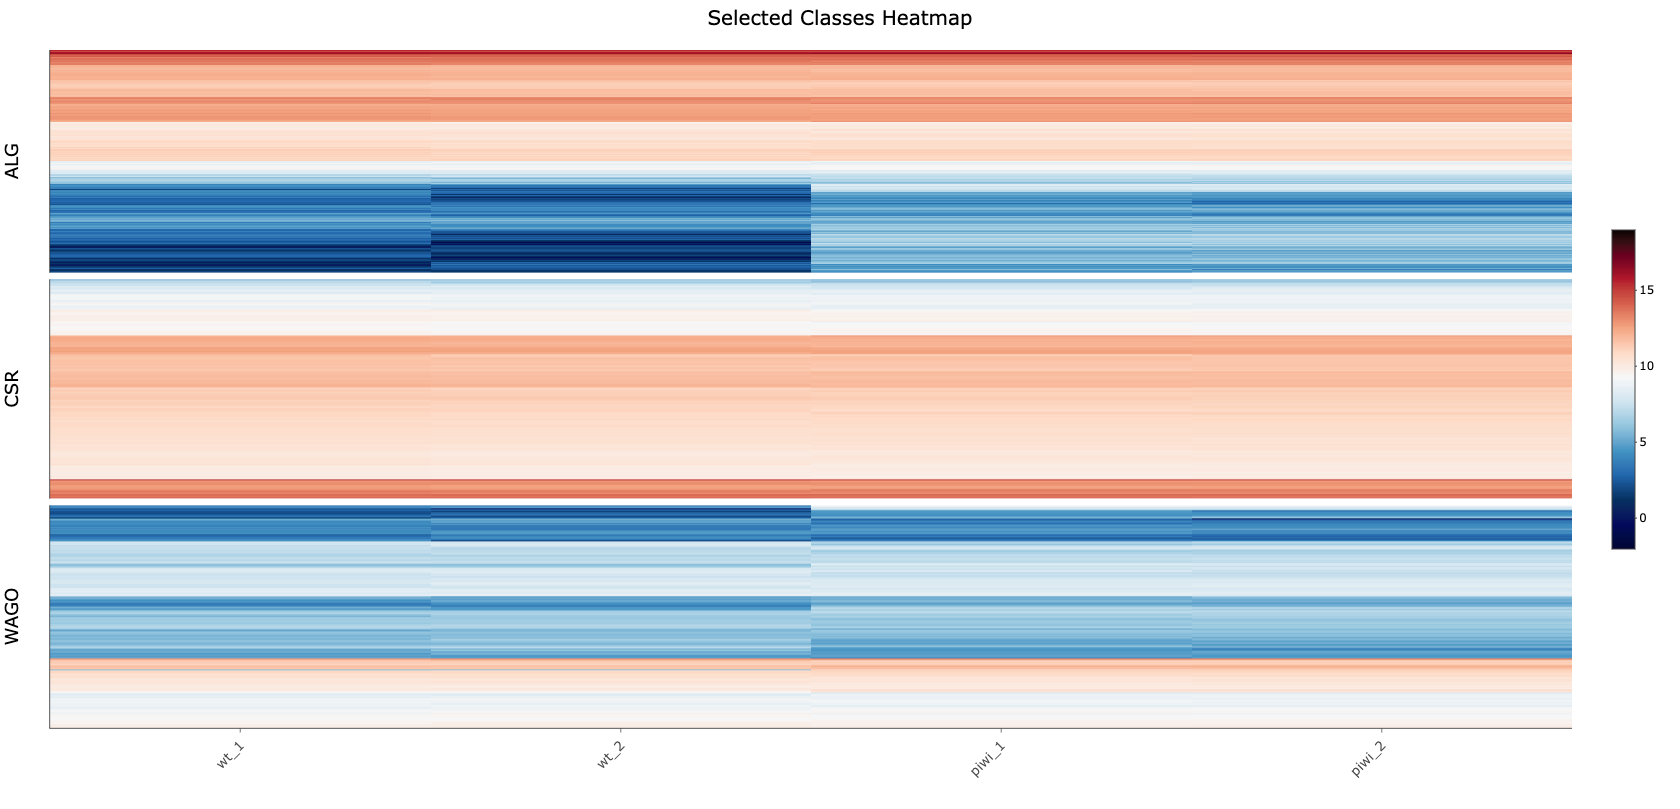 Selected Classes Heatmap
ALG
CSR
WAGO
15
10
5
0
wt_1
wt_2
piwi_1
piwi_2